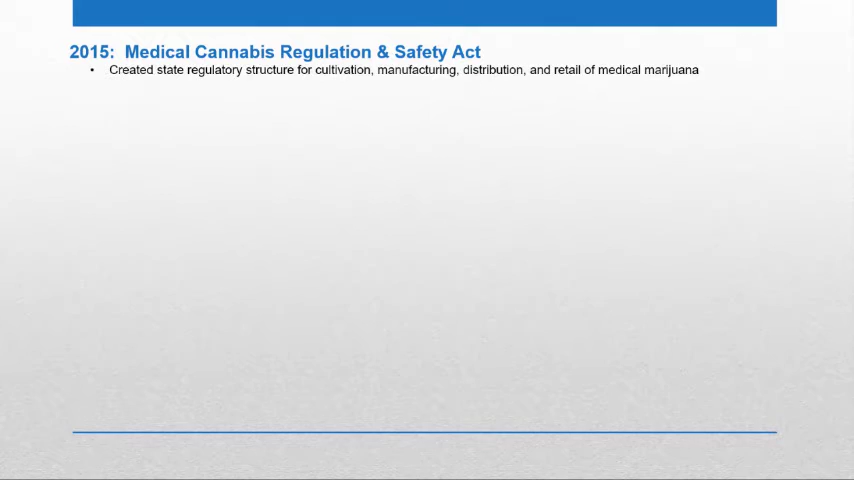 2015: Medical Cannabis Regulation & Safety Act
• Created state regulatory structure for cultivation, manufacturing, distribution, and retail of medical marijuana